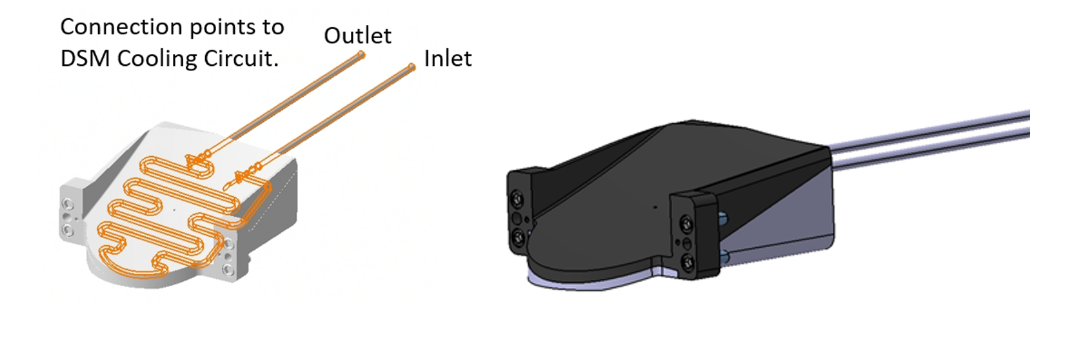 Connection points to
DSM Cooling Circuit.
Outlet
Inlet